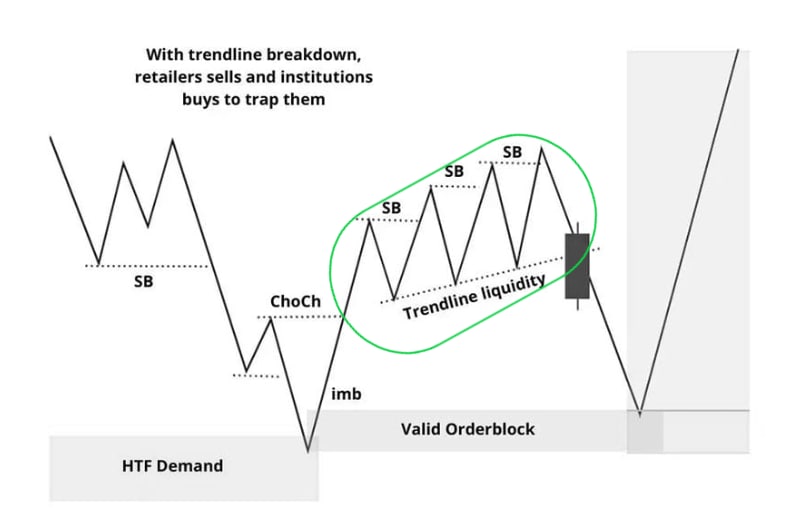 With trendline breakdown,
retailers sells and institutions
buys to trap them
SB
SB
SB
SB
ChoCh
Trendline liquidity
imb
Valid Orderblock
HTF Demand